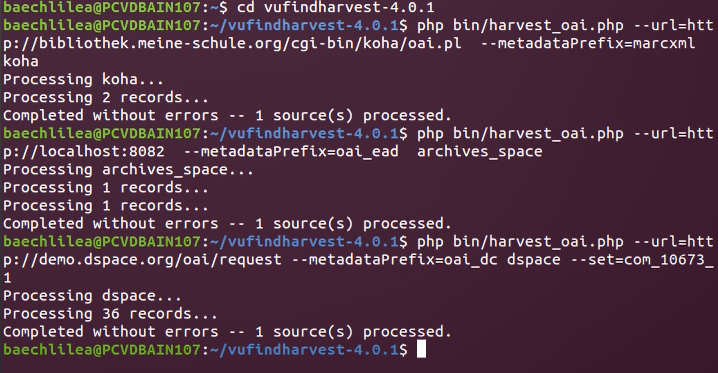 baechlilea@PCVDBAIN107:~$ cd vufindharvest-4.0.1
baechlilea@PCVDBAIN107:~/vufindharvest-4.0.1$ php bin/harvest_oai.php --url=htt
p://bibliothek.meine-schule.org/cgi-bin/koha/oai.pl  --metadataPrefix=marcxml
koha
Processing koha...
Processing 2 records...
Completed without errors -- 1 source(s) processed.
baechlilea@PCVDBAIN107:~/vufindharvest-4.0.1$ php bin/harvest_oai.php --url=htt
p://localhost:8082  --metadataPrefix=oai_ead  archives_space
Processing archives_space...
Processing 1 records...
Processing 1 records...
Completed without errors -- 1 source(s) processed.
baechlilea@PCVDBAIN107:~/vufindharvest-4.0.1$ php bin/harvest_oai.php --url=htt
p://demo.dspace.org/oai/request --metadataPrefix=oai_dc dspace --set=com_10673_
1
Processing dspace...
Processing 36 records...
Completed without errors -- 1 source(s) processed.
baechlilea@PCVDBAIN107:~/vufindharvest-4.0.1$